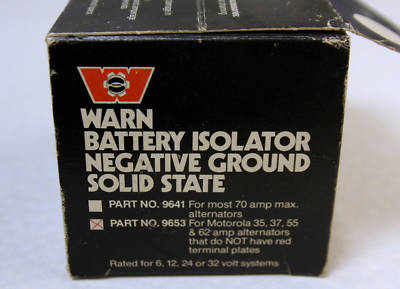 WARN
BATTERY ISOLATOR
NEGATIVE GROUND
SOLID STATE
PART NO. 9641 For most 70 amp max.
alternators
PART NO. 9653 For Motorola 35, 37, 55
& 62 amp alternators
that do NOT have red
terminal plates
Rated for 6, 12, 24 or 32 volt systems